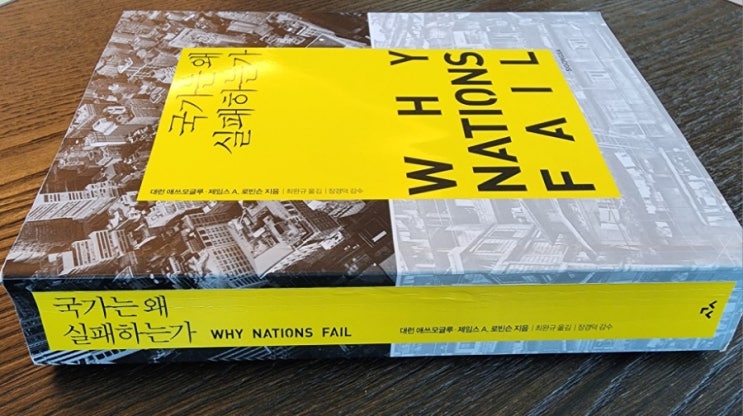 국가는 왜
실패하는가
WHY
NATIONS
FAIL
대런 애쓰모글루·제임스 A. 로빈슨 지음 | 최완규 옮김 | 장경덕 감수
국가는 왜
실패하는가 WHY NATIONS FAIL 대런 애쓰모글루·제임스 A. 로빈슨 지음 | 최완규 옮김 | 장경덕 감수